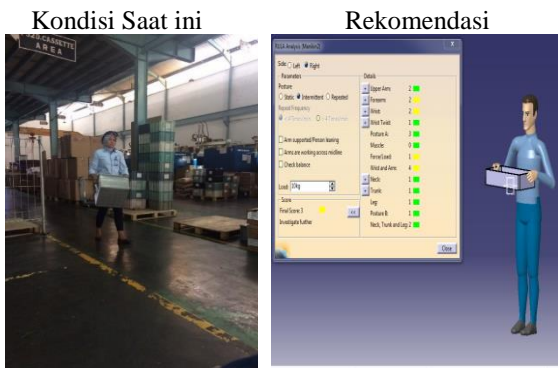 Kondisi Saat ini
Rekomendasi
AREA
RULA Analysis
Side: Left Right
Parameters
Posture
Static Intermittent Repeated
Repeat Frequency
Arm supported/Person leaning
Arms are working across midline
Check balance
Load: 10kg
Score
Final Score: 3
Investigate further
Details
Upper Arm: 2
Forearm: 2
Wrist: 2
Wrist Twist: 1
Posture A: 3
Muscle: 0
Force/Load: 1
Wrist and Arm: 4
Neck: 1
Trunk: 1
Leg: 1
Posture B: 1
Neck, Trunk and Leg: 2
Close